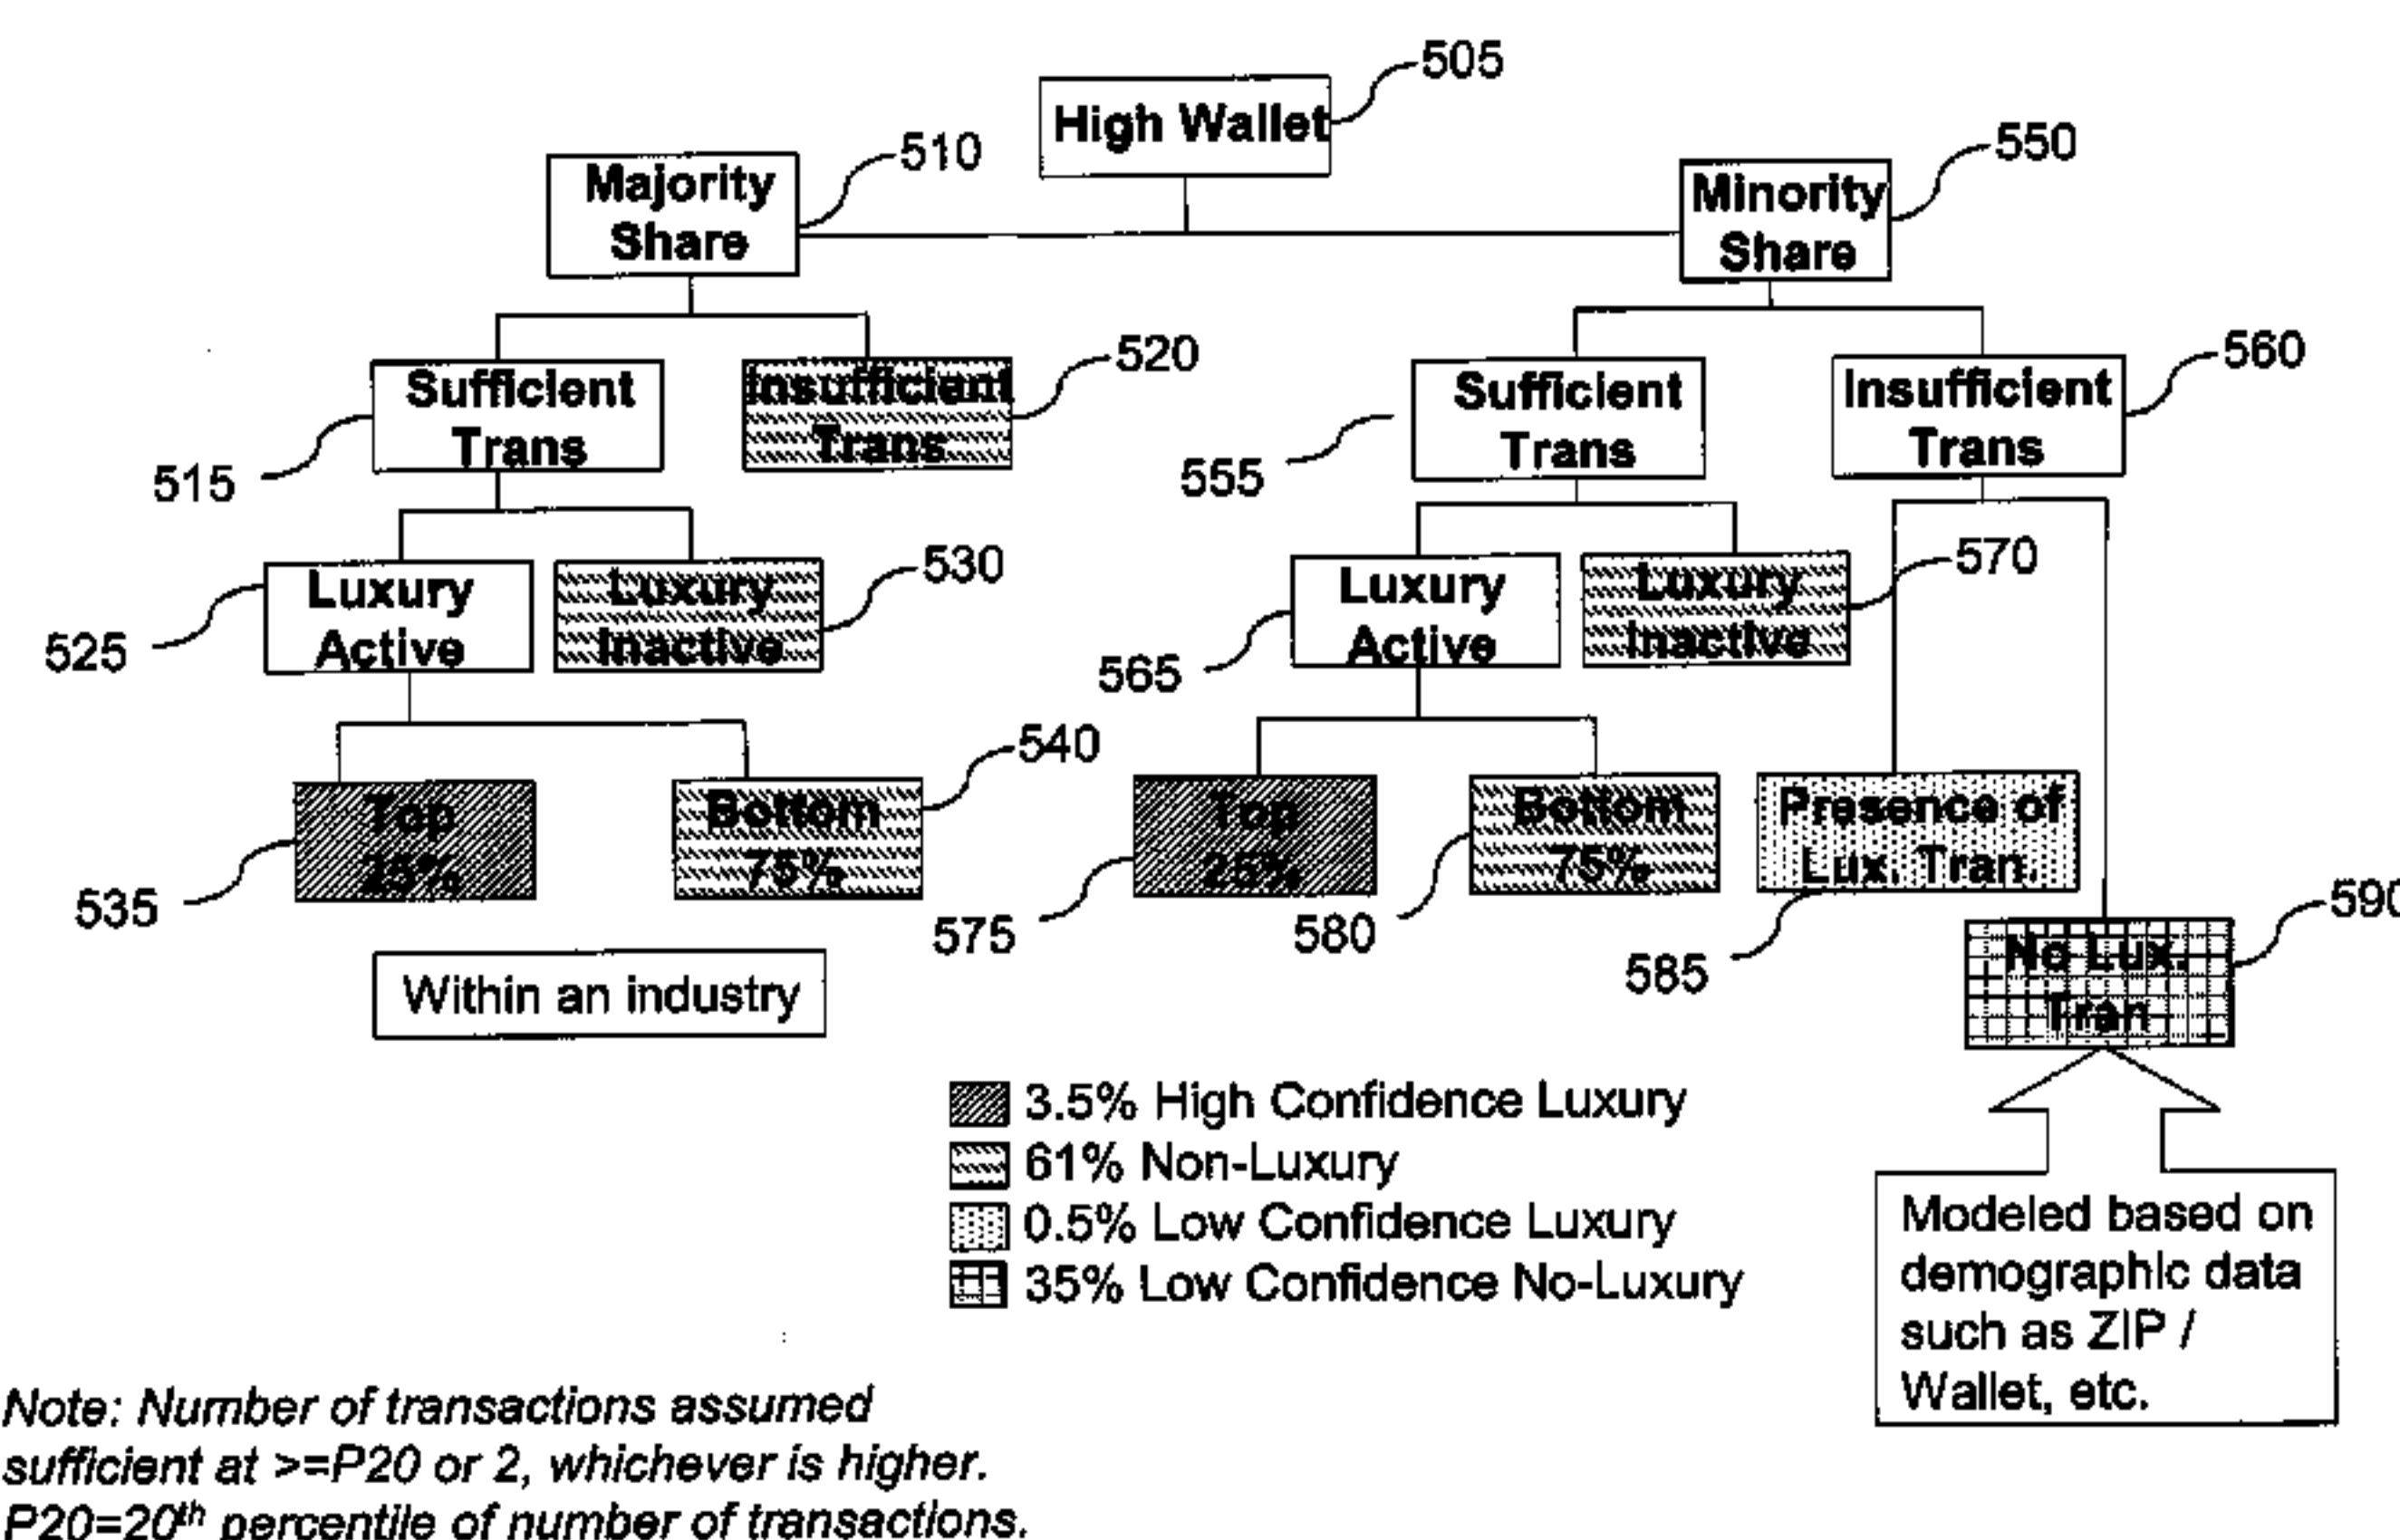 505
High Wallet
510
Majority
Share
550
Minority
Share
515
Sufficient
Trans
520
Insufficient
Trans
555
Sufficient
Trans
560
Insufficient
Trans
525
Luxury
Active
530
Luxury
Inactive
565
Luxury
Active
570
Luxury
Inactive
535
Top
25%
540
Bottom
75%
575
Top
25%
580
Bottom
75%
585
Presence of
Lux. Tran.
590
No Lux.
Tran
Within an industry
3.5% High Confidence Luxury
61% Non-Luxury
0.5% Low Confidence Luxury
35% Low Confidence No-Luxury
Modeled based on
demographic data
such as ZIP /
Wallet, etc.
Note: Number of transactions assumed
sufficient at >=P20 or 2, whichever is higher.
P20=20th percentile of number of transactions.